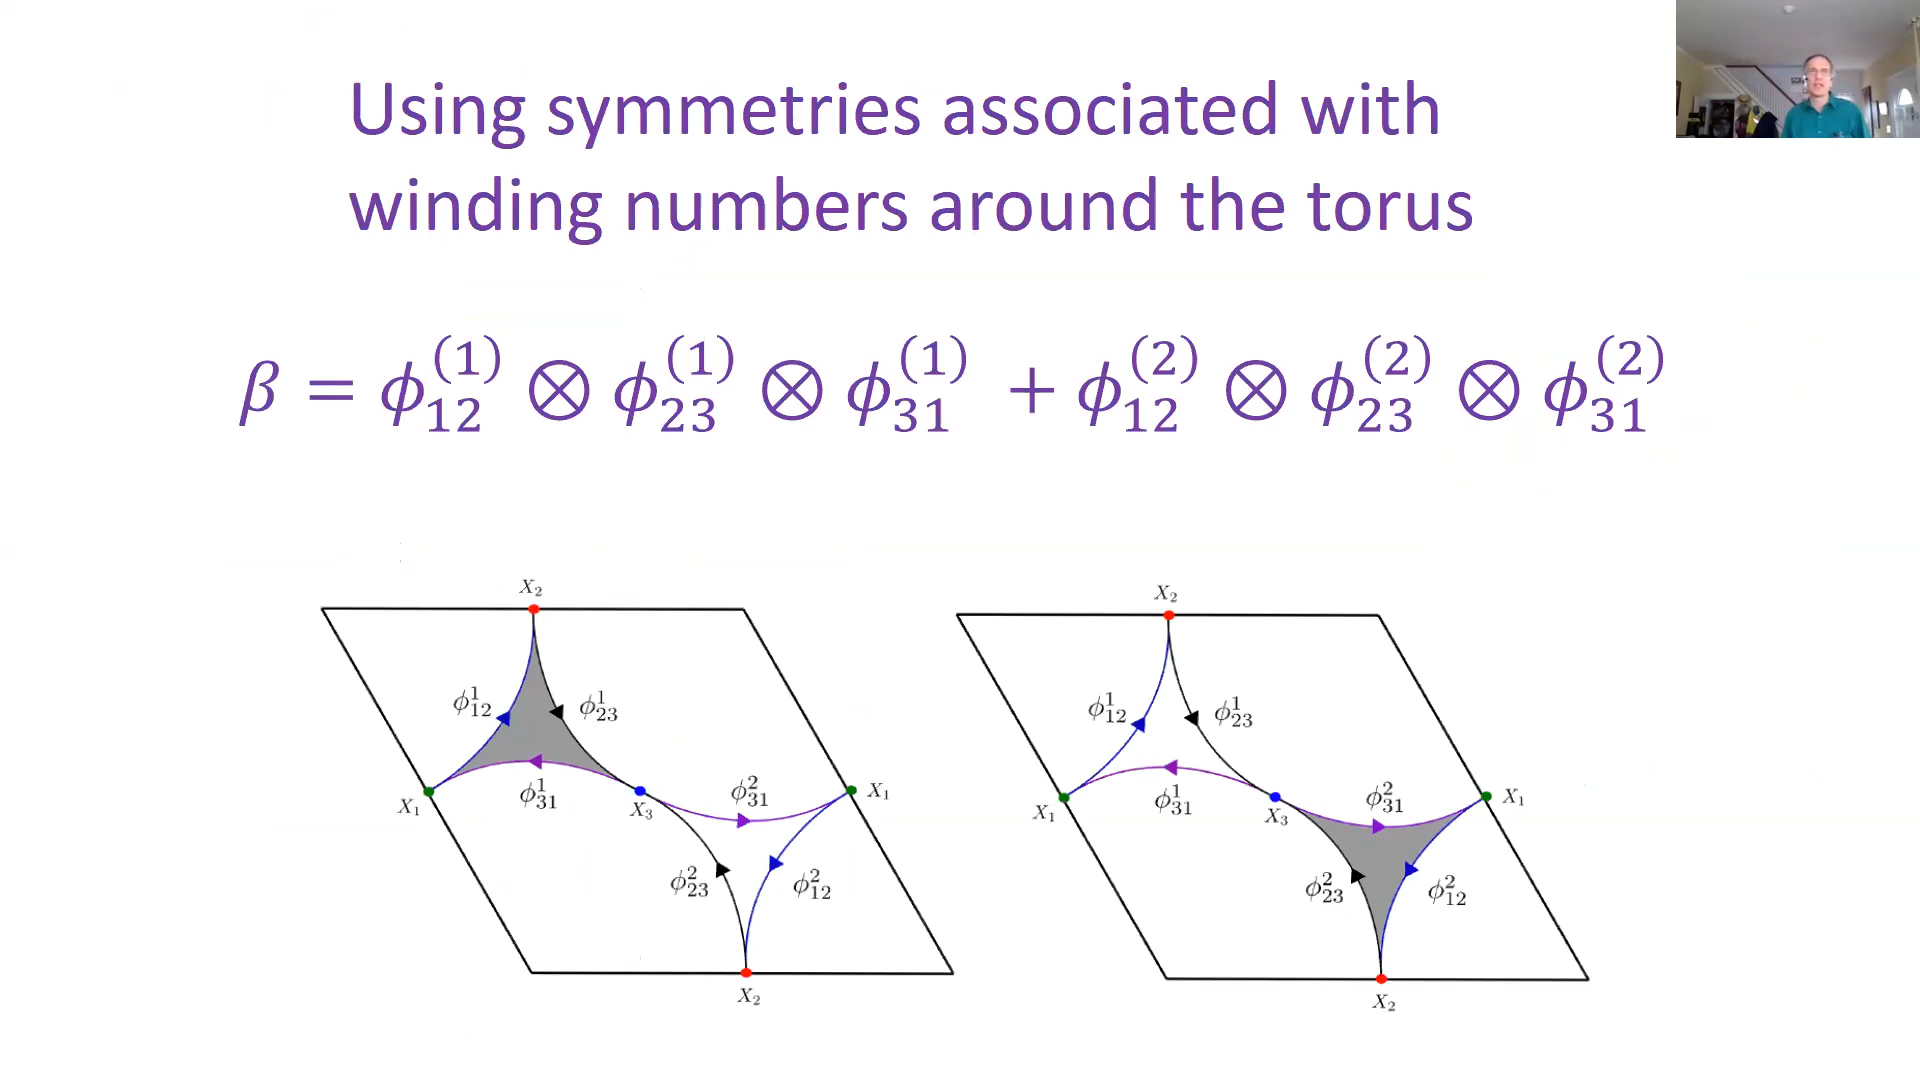 Using symmetries associated with
winding numbers around the torus
β = ϕ₁₂⁽¹⁾ ⊗ ϕ₂₃⁽¹⁾ ⊗ ϕ₃₁⁽¹⁾ + ϕ₁₂⁽²⁾ ⊗ ϕ₂₃⁽²⁾ ⊗ ϕ₃₁⁽²⁾
X₂
ϕ¹₁₂
ϕ¹₂₃
X₁
ϕ¹₃₁
X₃
ϕ²₃₁
X₁
ϕ²₂₃
ϕ²₁₂
X₂
X₂
ϕ¹₁₂
ϕ¹₂₃
X₁
ϕ¹₃₁
X₃
ϕ²₃₁
X₁
ϕ²₂₃
ϕ²₁₂
X₂